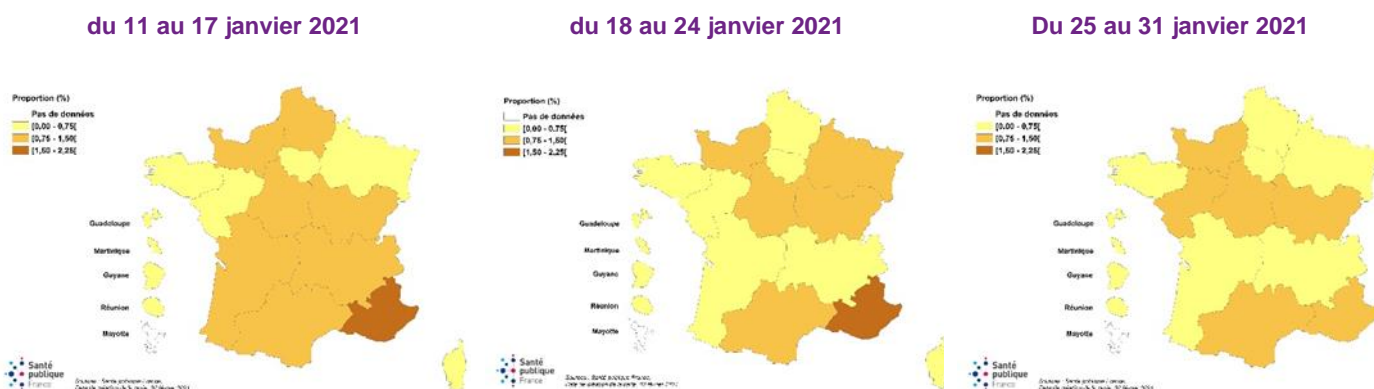 du 11 au 17 janvier 2021
du 18 au 24 janvier 2021
Du 25 au 31 janvier 2021
Proportion (%)
Pas de données
[0,00 - 0,75[
[0,75 - 1,50[
[1,50 - 2,25[
Guadeloupe
Martinique
Guyane
Réunion
Mayotte
Santé
publique
France
Proportion (%)
Pas de données
[0,00 - 0,75[
[0,75 - 1,50[
[1,50 - 2,25[
Guadeloupe
Martinique
Guyane
Réunion
Mayotte
Santé
publique
France
Proportion (%)
Pas de données
[0,00 - 0,75[
[0,75 - 1,50[
[1,50 - 2,25[
Guadeloupe
Martinique
Guyane
Réunion
Mayotte
Santé
publique
France